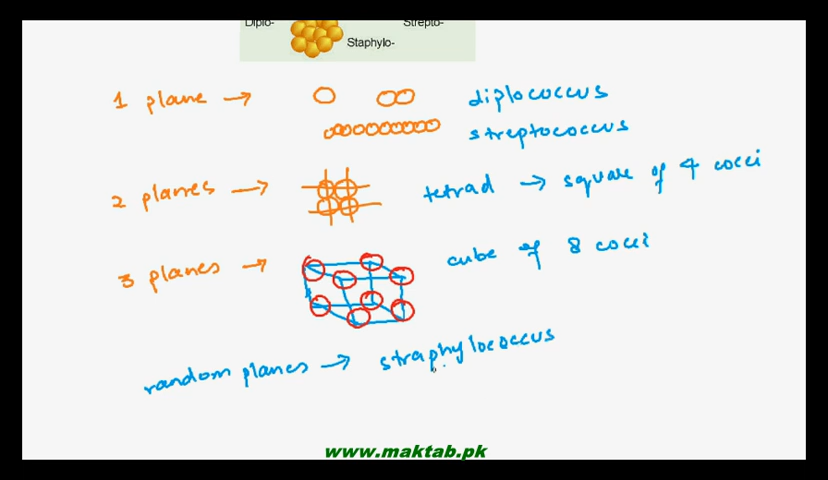 Diplo-
Strepto-
Staphylo-
1 plane → diplococcus
streptococcus
2 planes → tetrad → square of 4 cocci
3 planes → cube of 8 cocci
random planes → straphylococcus
www.maktab.pk